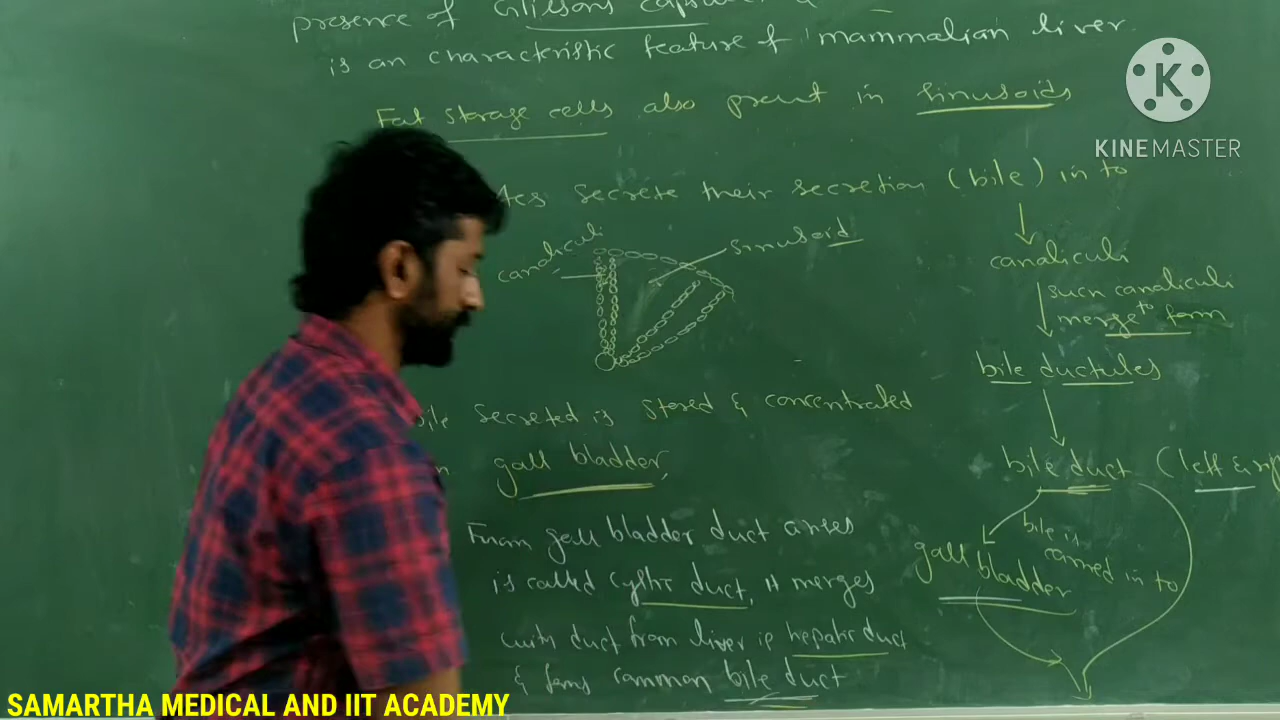 presence of Glissons capsule
is an characteristic feature of mammalian liver
K
KINEMASTER
Fat storage cells also present in sinusoids
tes secrete their secretion (bile) in to
canaliculi
sinusoid
canaliculi
such canaliculi
merge to form
bile ductules
bile secreted is stored & concentrated
bile duct (left &
gall bladder
bile is
carried in to
gall bladder
From gall bladder duct arises
is called cystic duct, it merges
with duct from liver ie hepatic duct
& forms common bile duct
SAMARTHA MEDICAL AND IIT ACADEMY